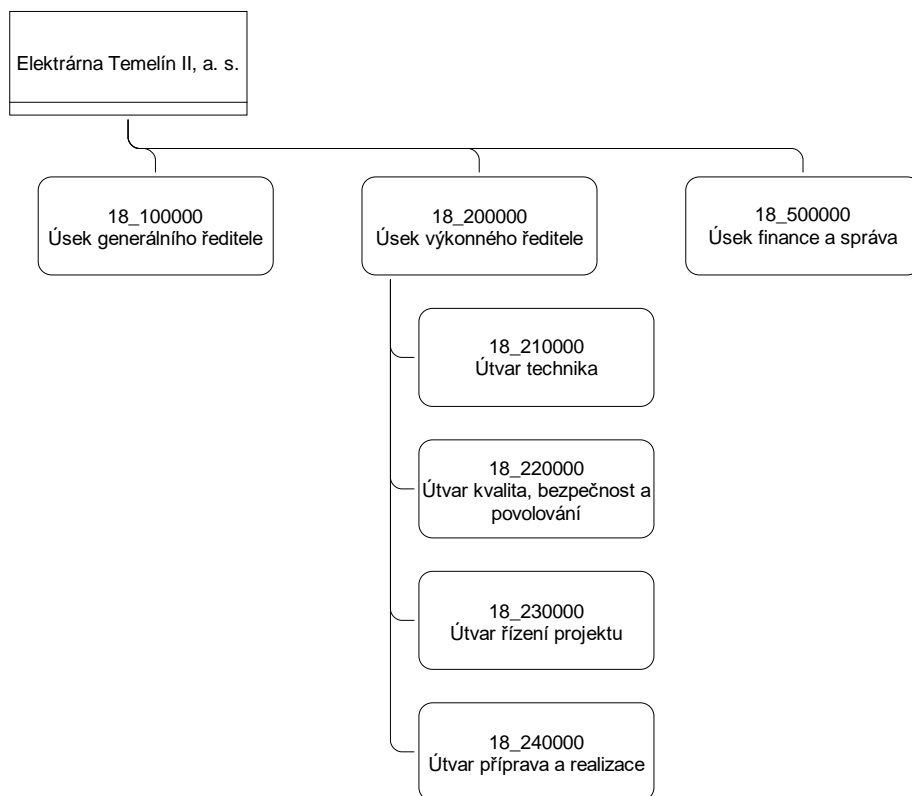 Elektrárna Temelín II, a. s.
18_100000
Úsek generálního ředitele
18_200000
Úsek výkonného ředitele
18_500000
Úsek finance a správa
18_210000
Útvar technika
18_220000
Útvar kvalita, bezpečnost a
povolování
18_230000
Útvar řízení projektu
18_240000
Útvar příprava a realizace